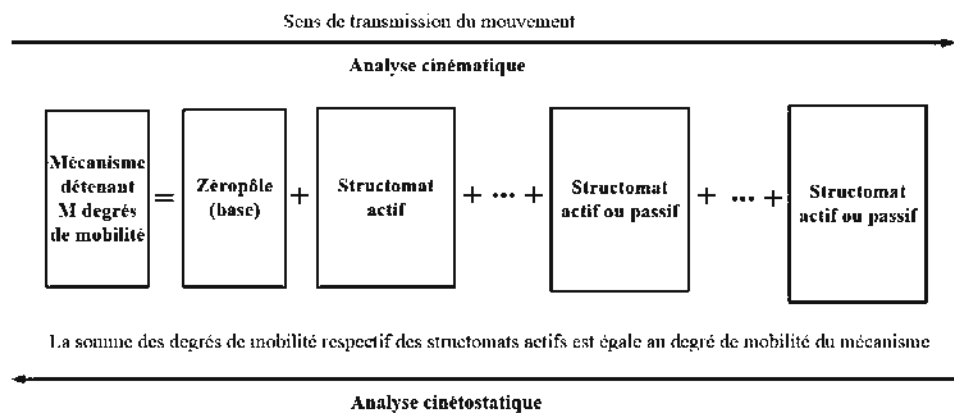 Sens de transmission du mouvement
Analyse cinématique
Mécanisme
détenant
M degrés
de mobilité
=
Zéropôle
(base)
+
Structomat
actif
+ ... +
Structomat
actif ou passif
+ ... +
Structomat
actif ou passif
La somme des degrés de mobilité respectif des structomats actifs est égale au degré de mobilité du mécanisme
Analyse cinétostatique